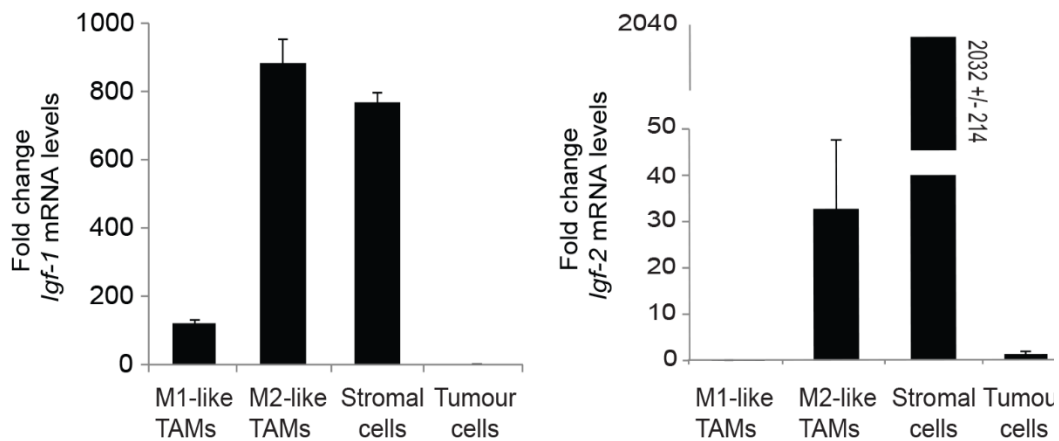 Fold change
Igf-1 mRNA levels
1000
800
600
400
200
0
M1-like
TAMs
M2-like
TAMs
Stromal
cells
Tumour
cells
Fold change
Igf-2 mRNA levels
2040
50
40
30
20
10
0
2032 +/- 214
M1-like
TAMs
M2-like
TAMs
Stromal
cells
Tumou
cells